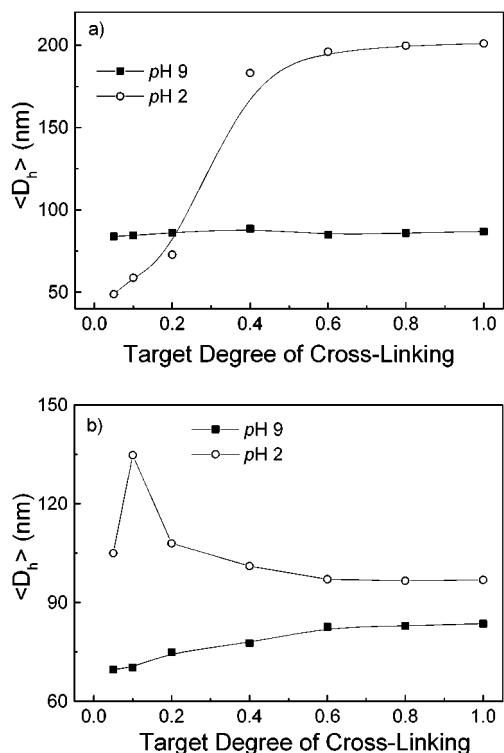 a)
pH 9
pH 2
200
150
100
50
<D_h> (nm)
0.0 0.2 0.4 0.6 0.8 1.0
Target Degree of Cross-Linking
b)
pH 9
pH 2
150
120
90
60
<D_h> (nm)
0.0 0.2 0.4 0.6 0.8 1.0
Target Degree of Cross-Linking